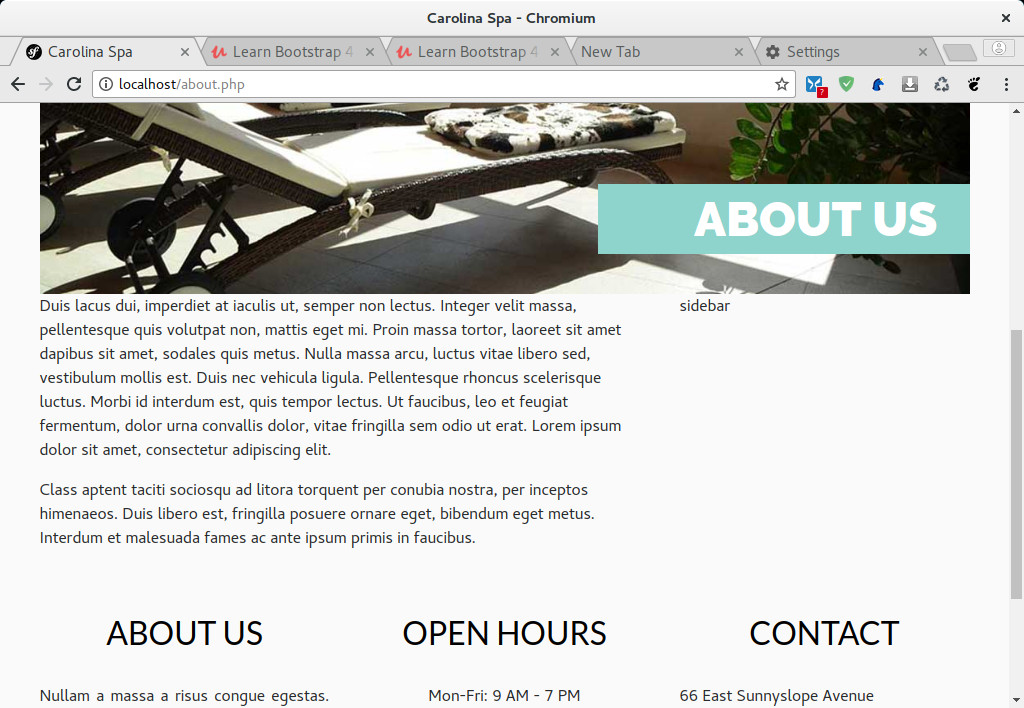 Carolina Spa - Chromium
Carolina Spa
Learn Bootstrap 4
Learn Bootstrap 4
New Tab
Settings
localhost/about.php
?
ABOUT US
Duis lacus dui, imperdiet at iaculis ut, semper non lectus. Integer velit massa,
pellentesque quis volutpat non, mattis eget mi. Proin massa tortor, laoreet sit amet
dapibus sit amet, sodales quis metus. Nulla massa arcu, luctus vitae libero sed,
vestibulum mollis est. Duis nec vehicula ligula. Pellentesque rhoncus scelerisque
luctus. Morbi id interdum est, quis tempor lectus. Ut faucibus, leo et feugiat
fermentum, dolor urna convallis dolor, vitae fringilla sem odio ut erat. Lorem ipsum
dolor sit amet, consectetur adipiscing elit.
Class aptent taciti sociosqu ad litora torquent per conubia nostra, per inceptos
himenaeos. Duis libero est, fringilla posuere ornare eget, bibendum eget metus.
Interdum et malesuada fames ac ante ipsum primis in faucibus.
sidebar
ABOUT US
Nullam a massa a risus congue egestas.
OPEN HOURS
Mon-Fri: 9 AM - 7 PM
CONTACT
66 East Sunnyslope Avenue